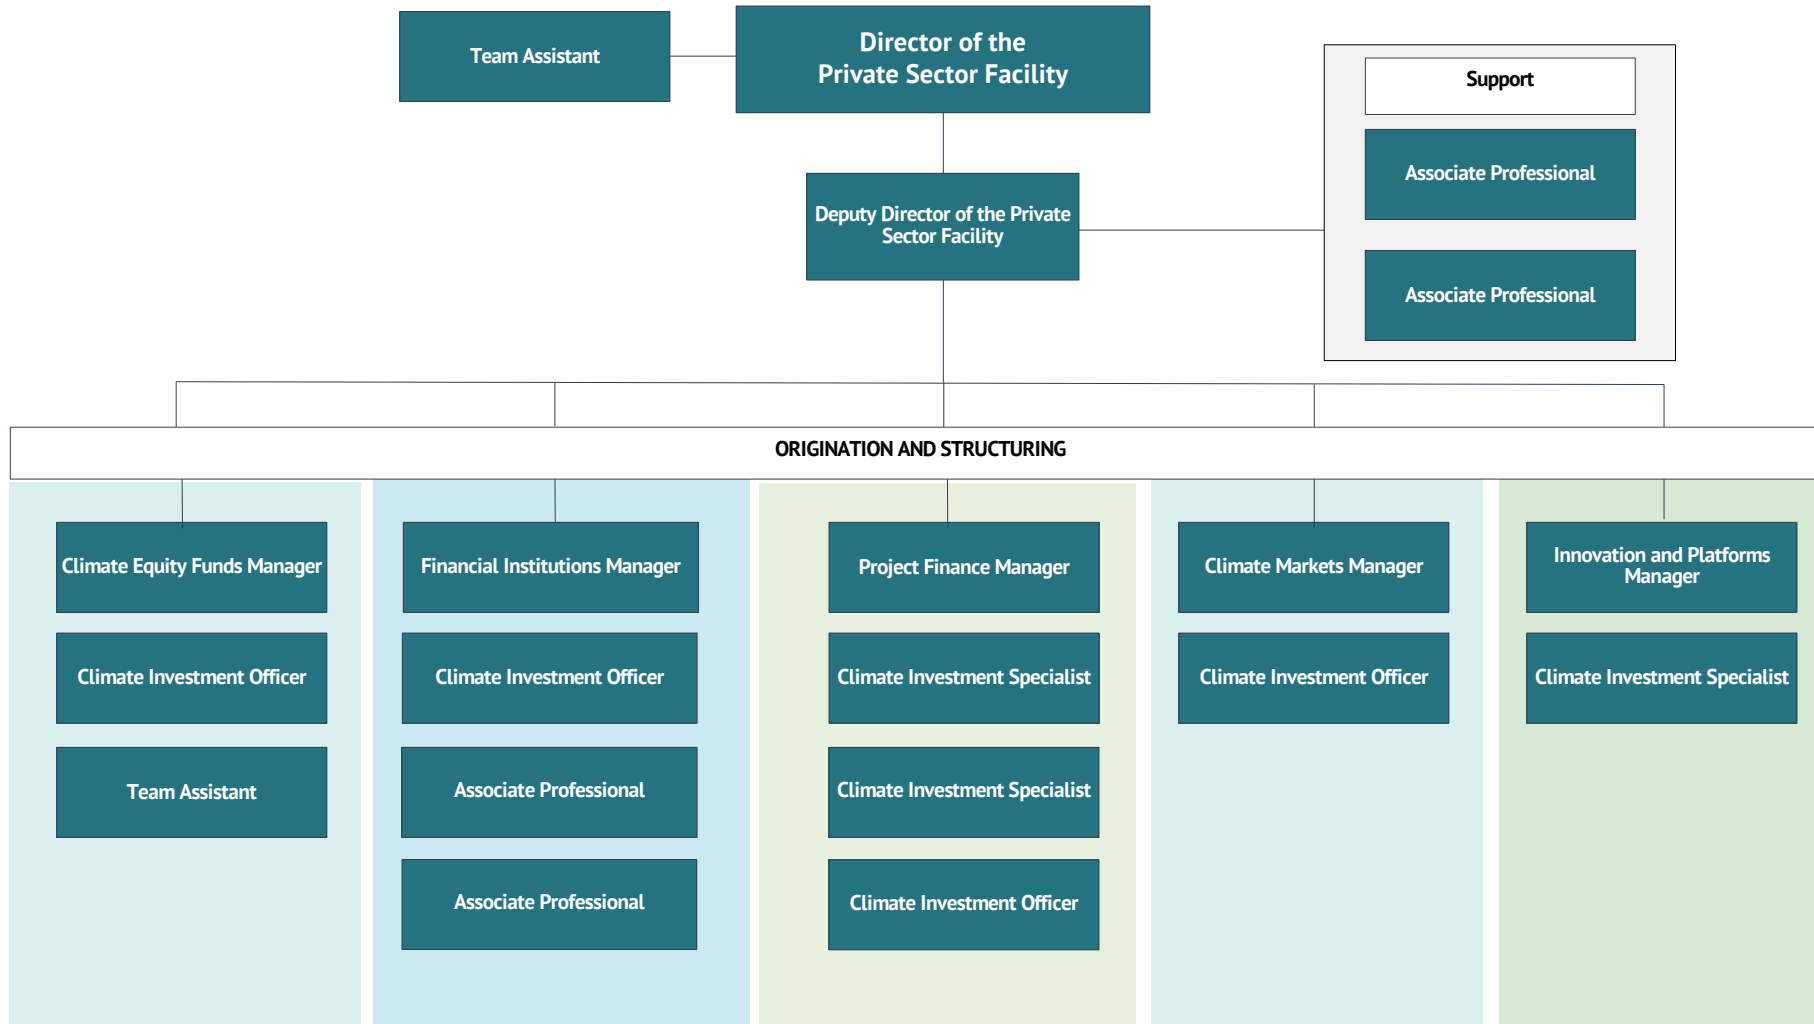 Team Assistant
Director of the
Private Sector Facility
Support
Associate Professional
Associate Professional
Deputy Director of the Private
Sector Facility
ORIGINATION AND STRUCTURING
Climate Equity Funds Manager
Climate Investment Officer
Team Assistant
Financial Institutions Manager
Climate Investment Officer
Associate Professional
Associate Professional
Project Finance Manager
Climate Investment Specialist
Climate Investment Specialist
Climate Investment Officer
Climate Markets Manager
Climate Investment Officer
Innovation and Platforms
Manager
Climate Investment Specialist